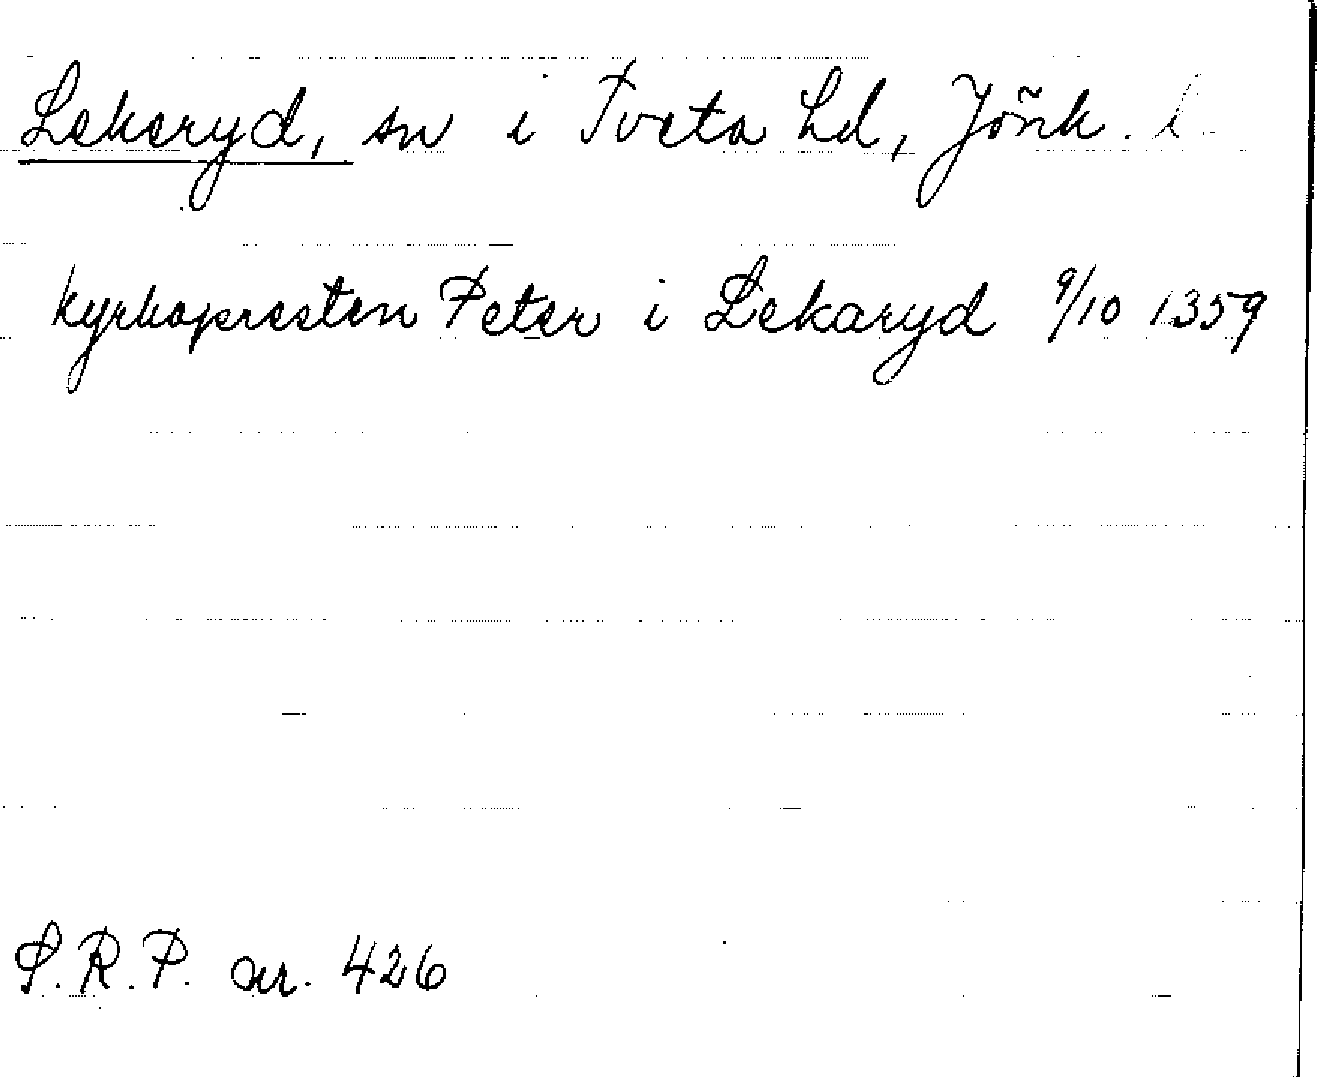 Lekeryd, sn i Tveta hd, Jönk. l.
kyrkopresten Peter i Lekaryd 9/10 1359
S.R.P. nr. 426